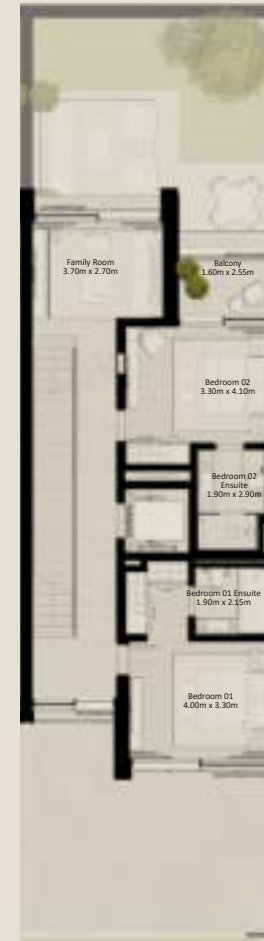 Family Room
3.70m x 2.70m
Balcony
1.60m x 2.55m
Bedroom 02
3.30m x 4.10m
Bedroom 02
Ensuite
1.90m x 2.90m
Bedroom 01 Ensuite
1.90m x 2.15m
Bedroom 01
4.00m x 3.30m